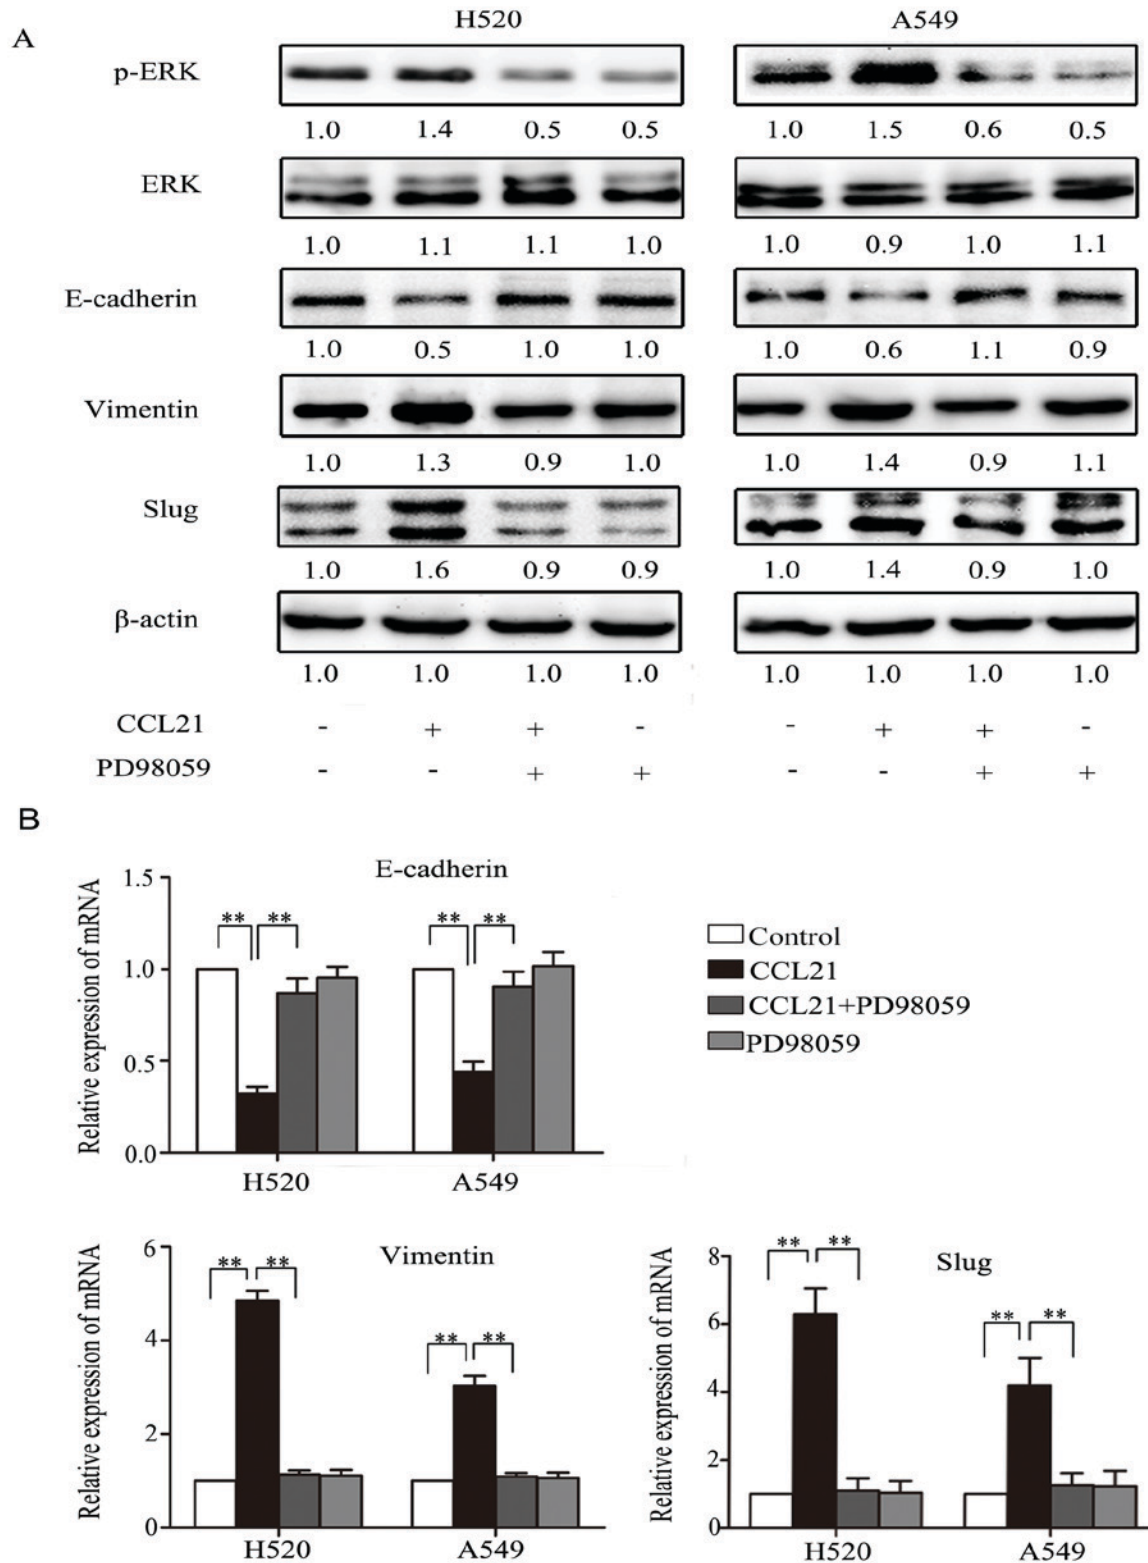 A
H520 A549
p-ERK
1.0 1.4 0.5 0.5 1.0 1.5 0.6 0.5
ERK
1.0 1.1 1.1 1.0 1.0 0.9 1.0 1.1
E-cadherin
1.0 0.5 1.0 1.0 1.0 0.6 1.1 0.9
Vimentin
1.0 1.3 0.9 1.0 1.0 1.4 0.9 1.1
Slug
1.0 1.6 0.9 0.9 1.0 1.4 0.9 1.0
β-actin
1.0 1.0 1.0 1.0 1.0 1.0 1.0 1.0
CCL21 - + + - - + + -
PD98059 - - + + - - + +
B
E-cadherin
Relative expression of mRNA
1.5
1.0
0.5
0.0
** ** ** **
H520 A549
Control
CCL21
CCL21+PD98059
PD98059
Vimentin
Relative expression of mRNA
6
4
2
0
** ** ** **
H520 A549
Slug
Relative expression of mRNA
8
6
4
2
0
** ** ** **
H520 A549